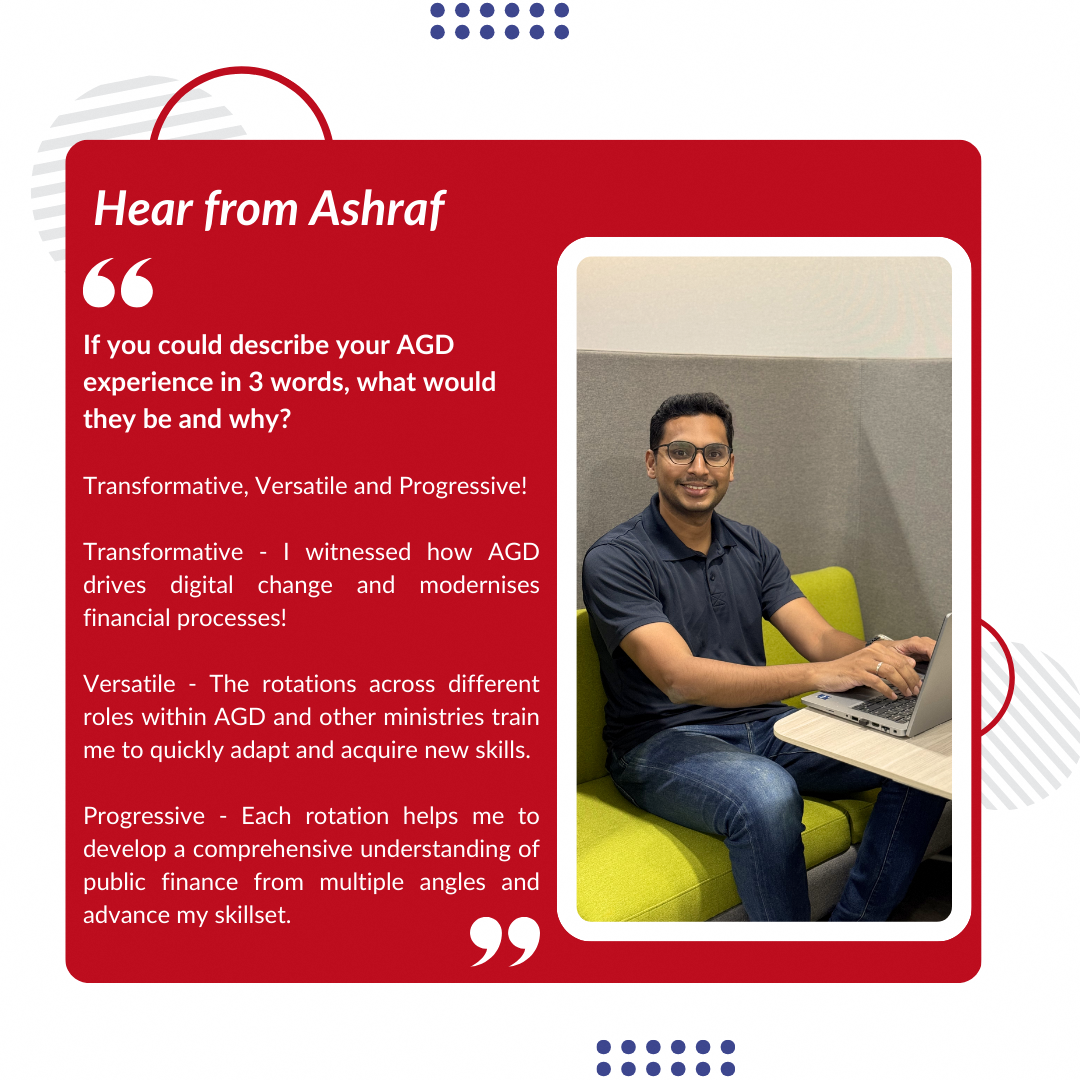 Hear from Ashraf
“
If you could describe your AGD
experience in 3 words, what would
they be and why?
Transformative, Versatile and Progressive!
Transformative - I witnessed how AGD
drives digital change and modernises
financial processes!
Versatile - The rotations across different
roles within AGD and other ministries train
me to quickly adapt and acquire new skills.
Progressive - Each rotation helps me to
develop a comprehensive understanding of
public finance from multiple angles and
advance my skillset.
”